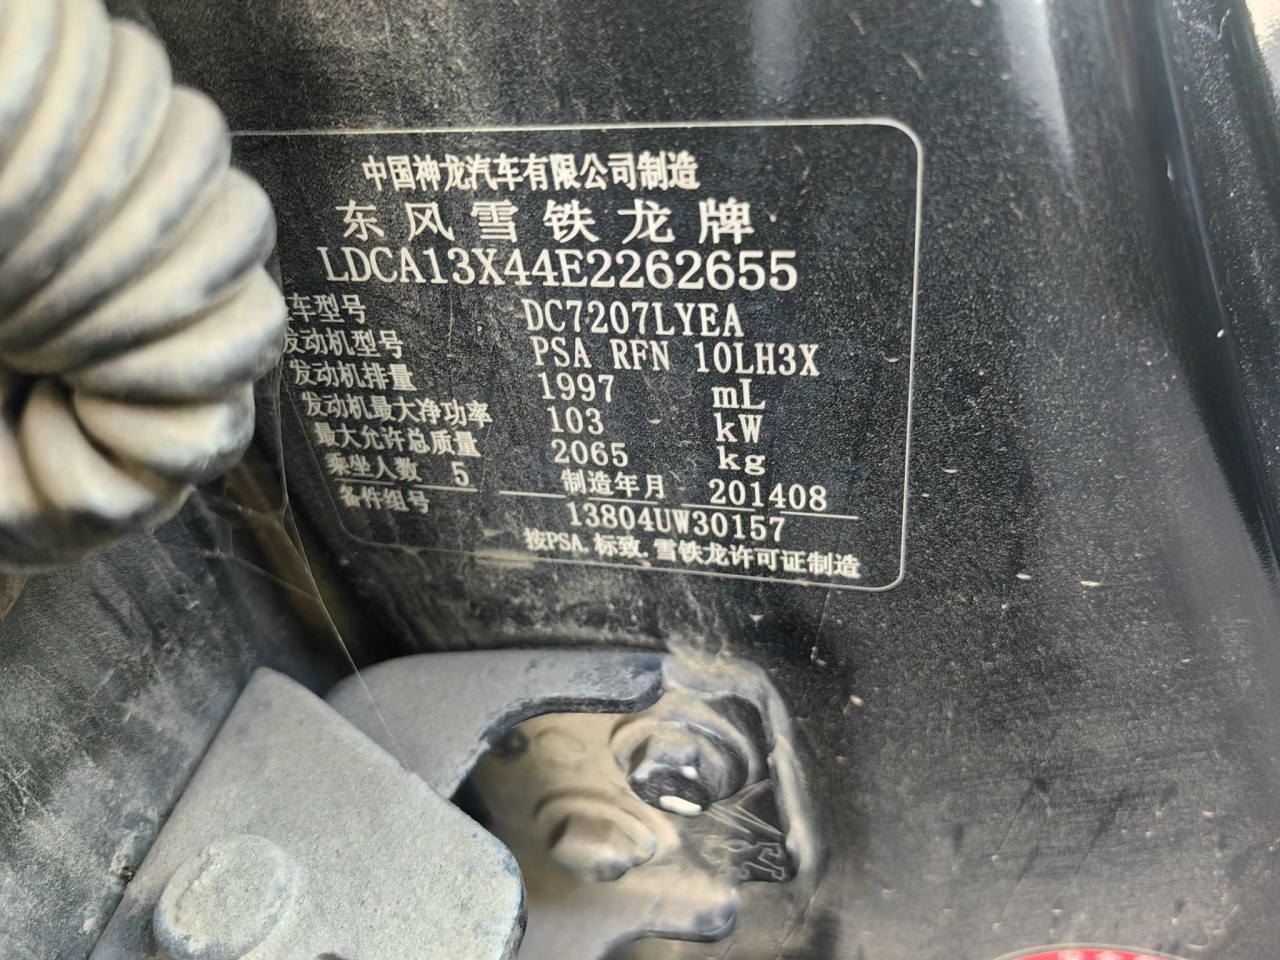 中国神龙汽车有限公司制造
东风雪铁龙牌
LDCA13X44E2262655
车型号 DC7207LYEA
发动机型号 PSA RFN 10LH3X
发动机排量 1997 mL
发动机最大净功率 103 kW
最大允许总质量 2065 kg
乘坐人数 5 制造年月 201408
备件组号 13804UW30157
按PSA.标致.雪铁龙许可证制造